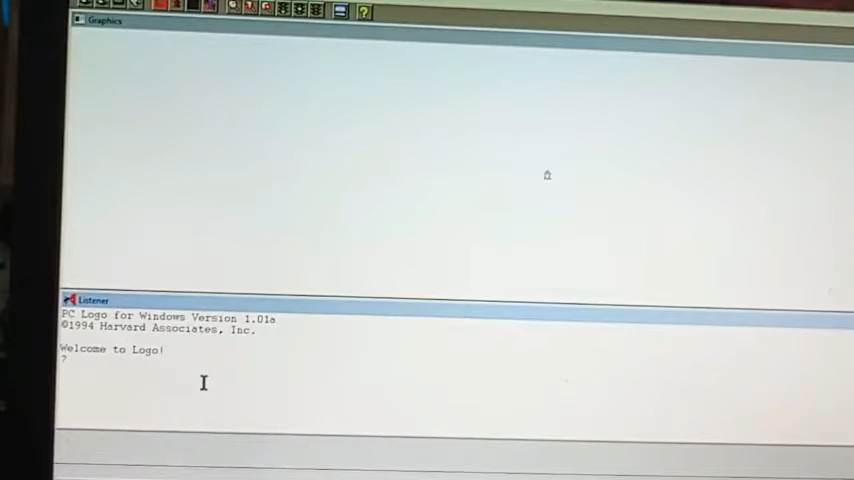 Graphics
Listener
PC Logo for Windows Version 1.01a
©1994 Harvard Associates, Inc.
Welcome to Logo!
?